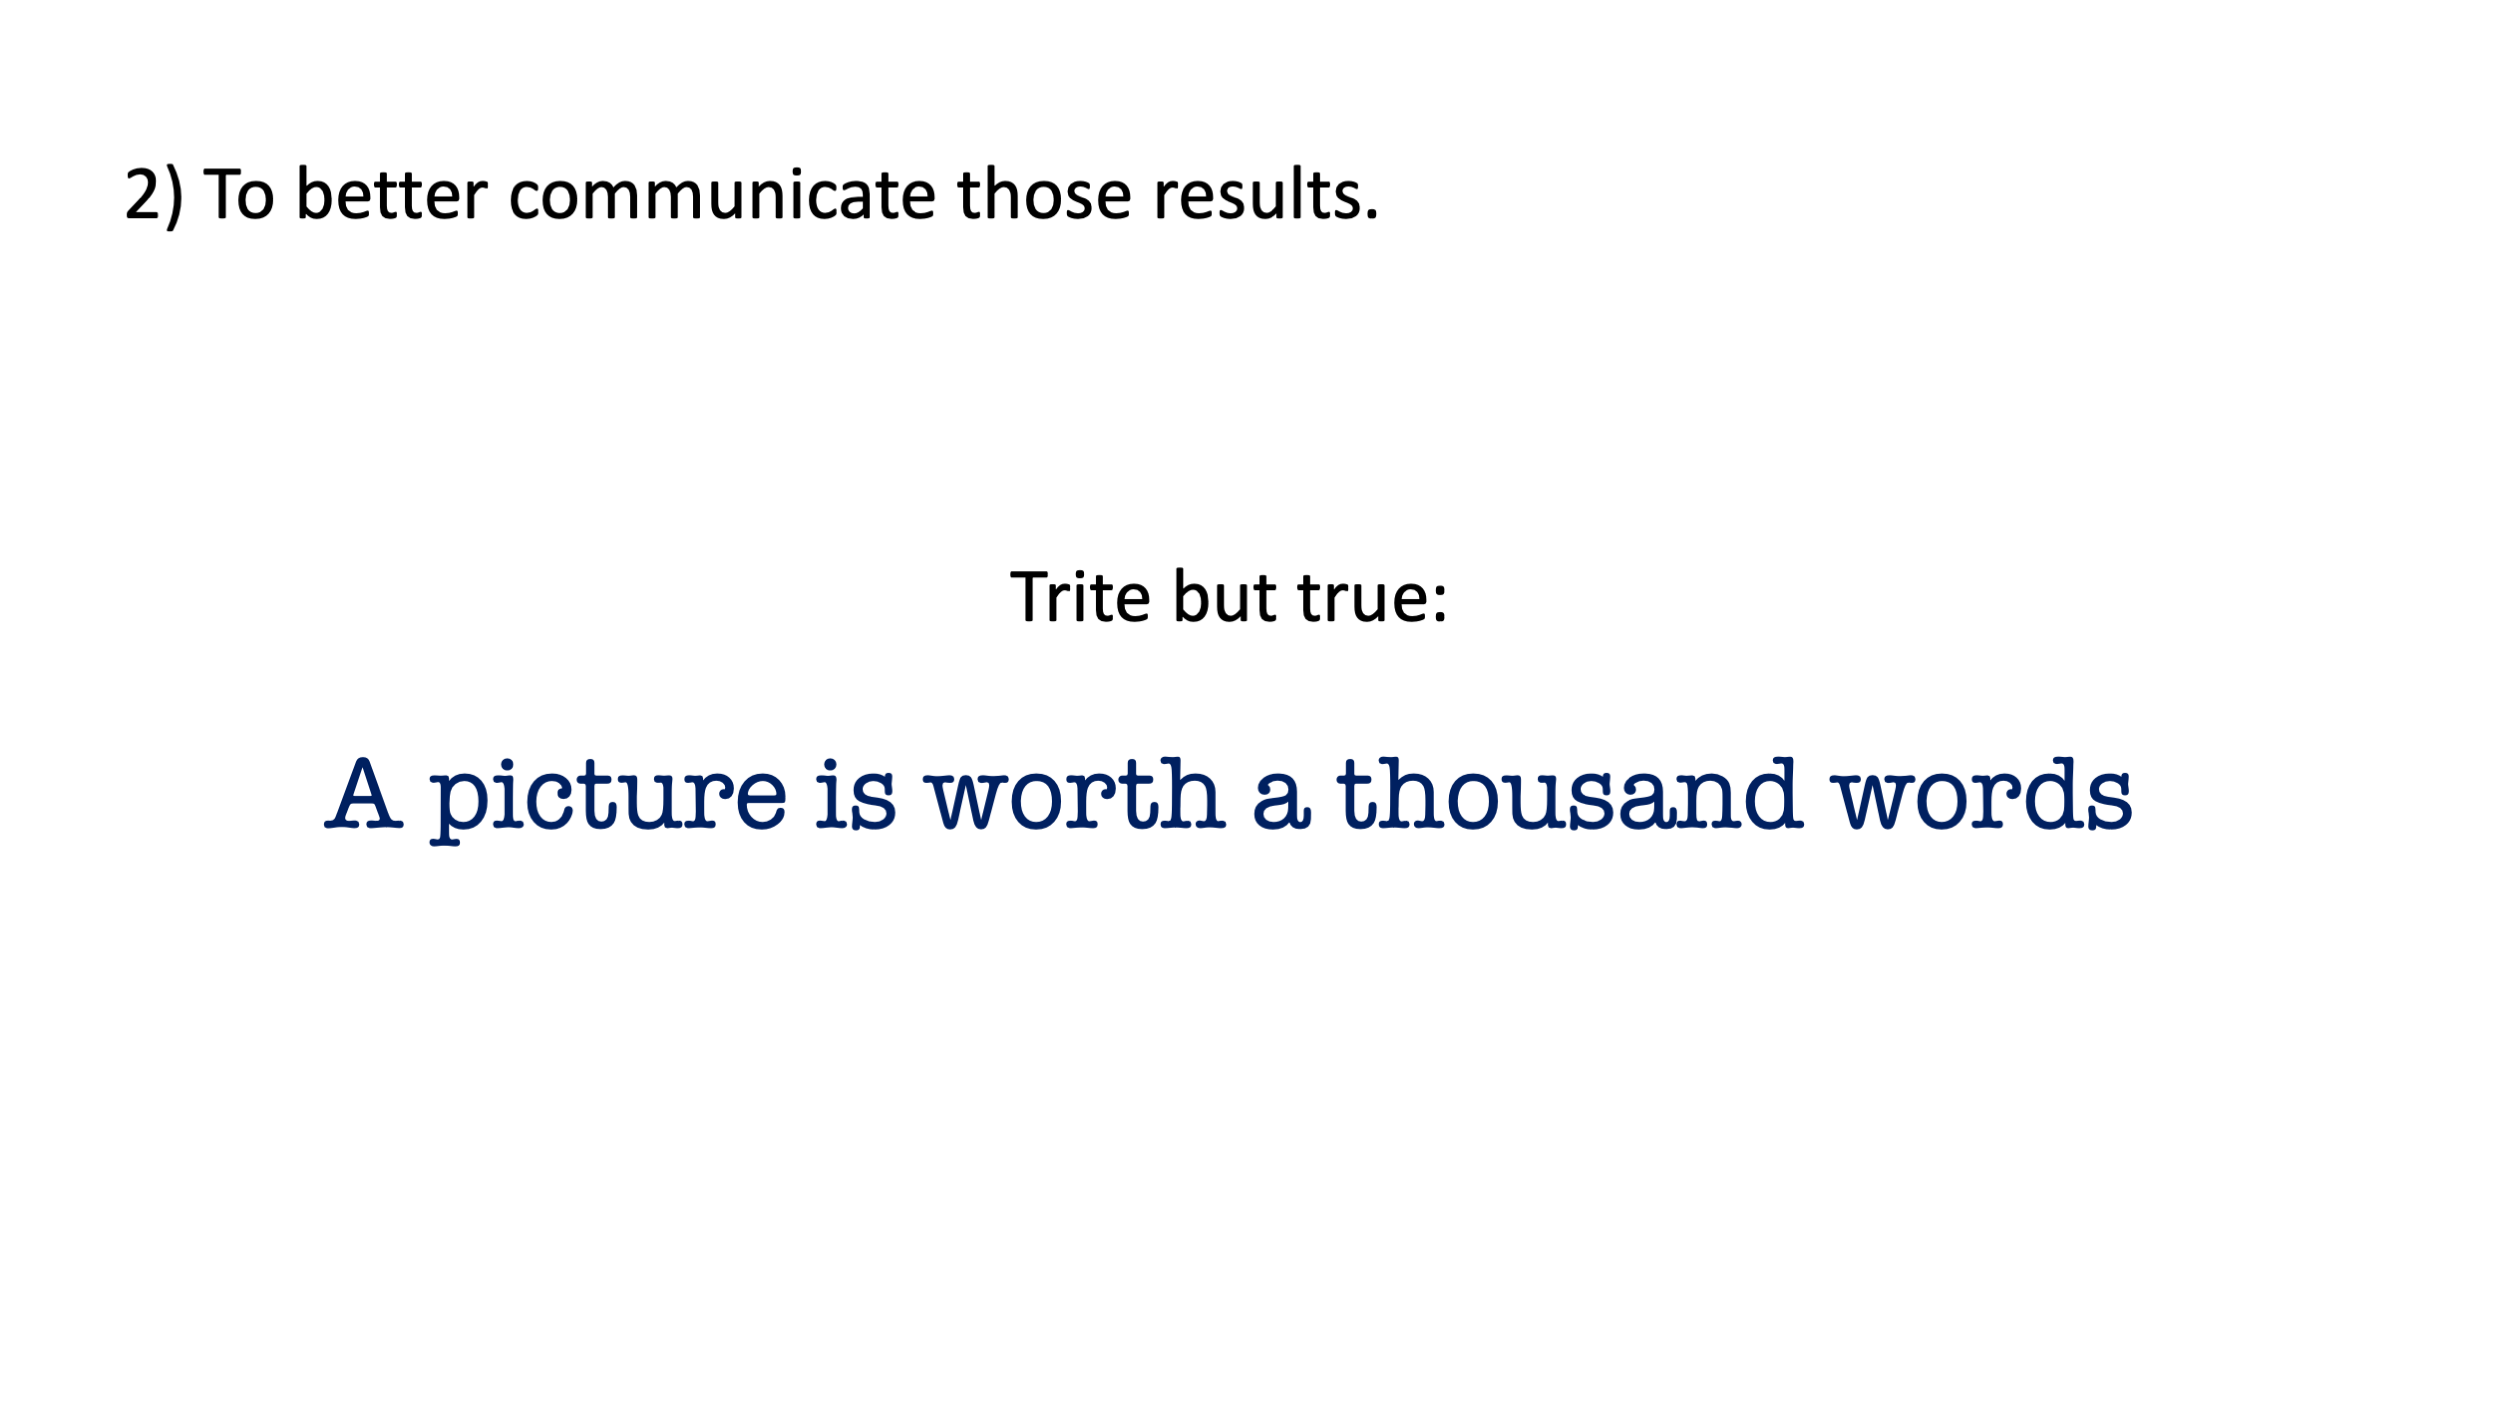 2) To better communicate those results.
Trite but true:
A picture is worth a thousand words